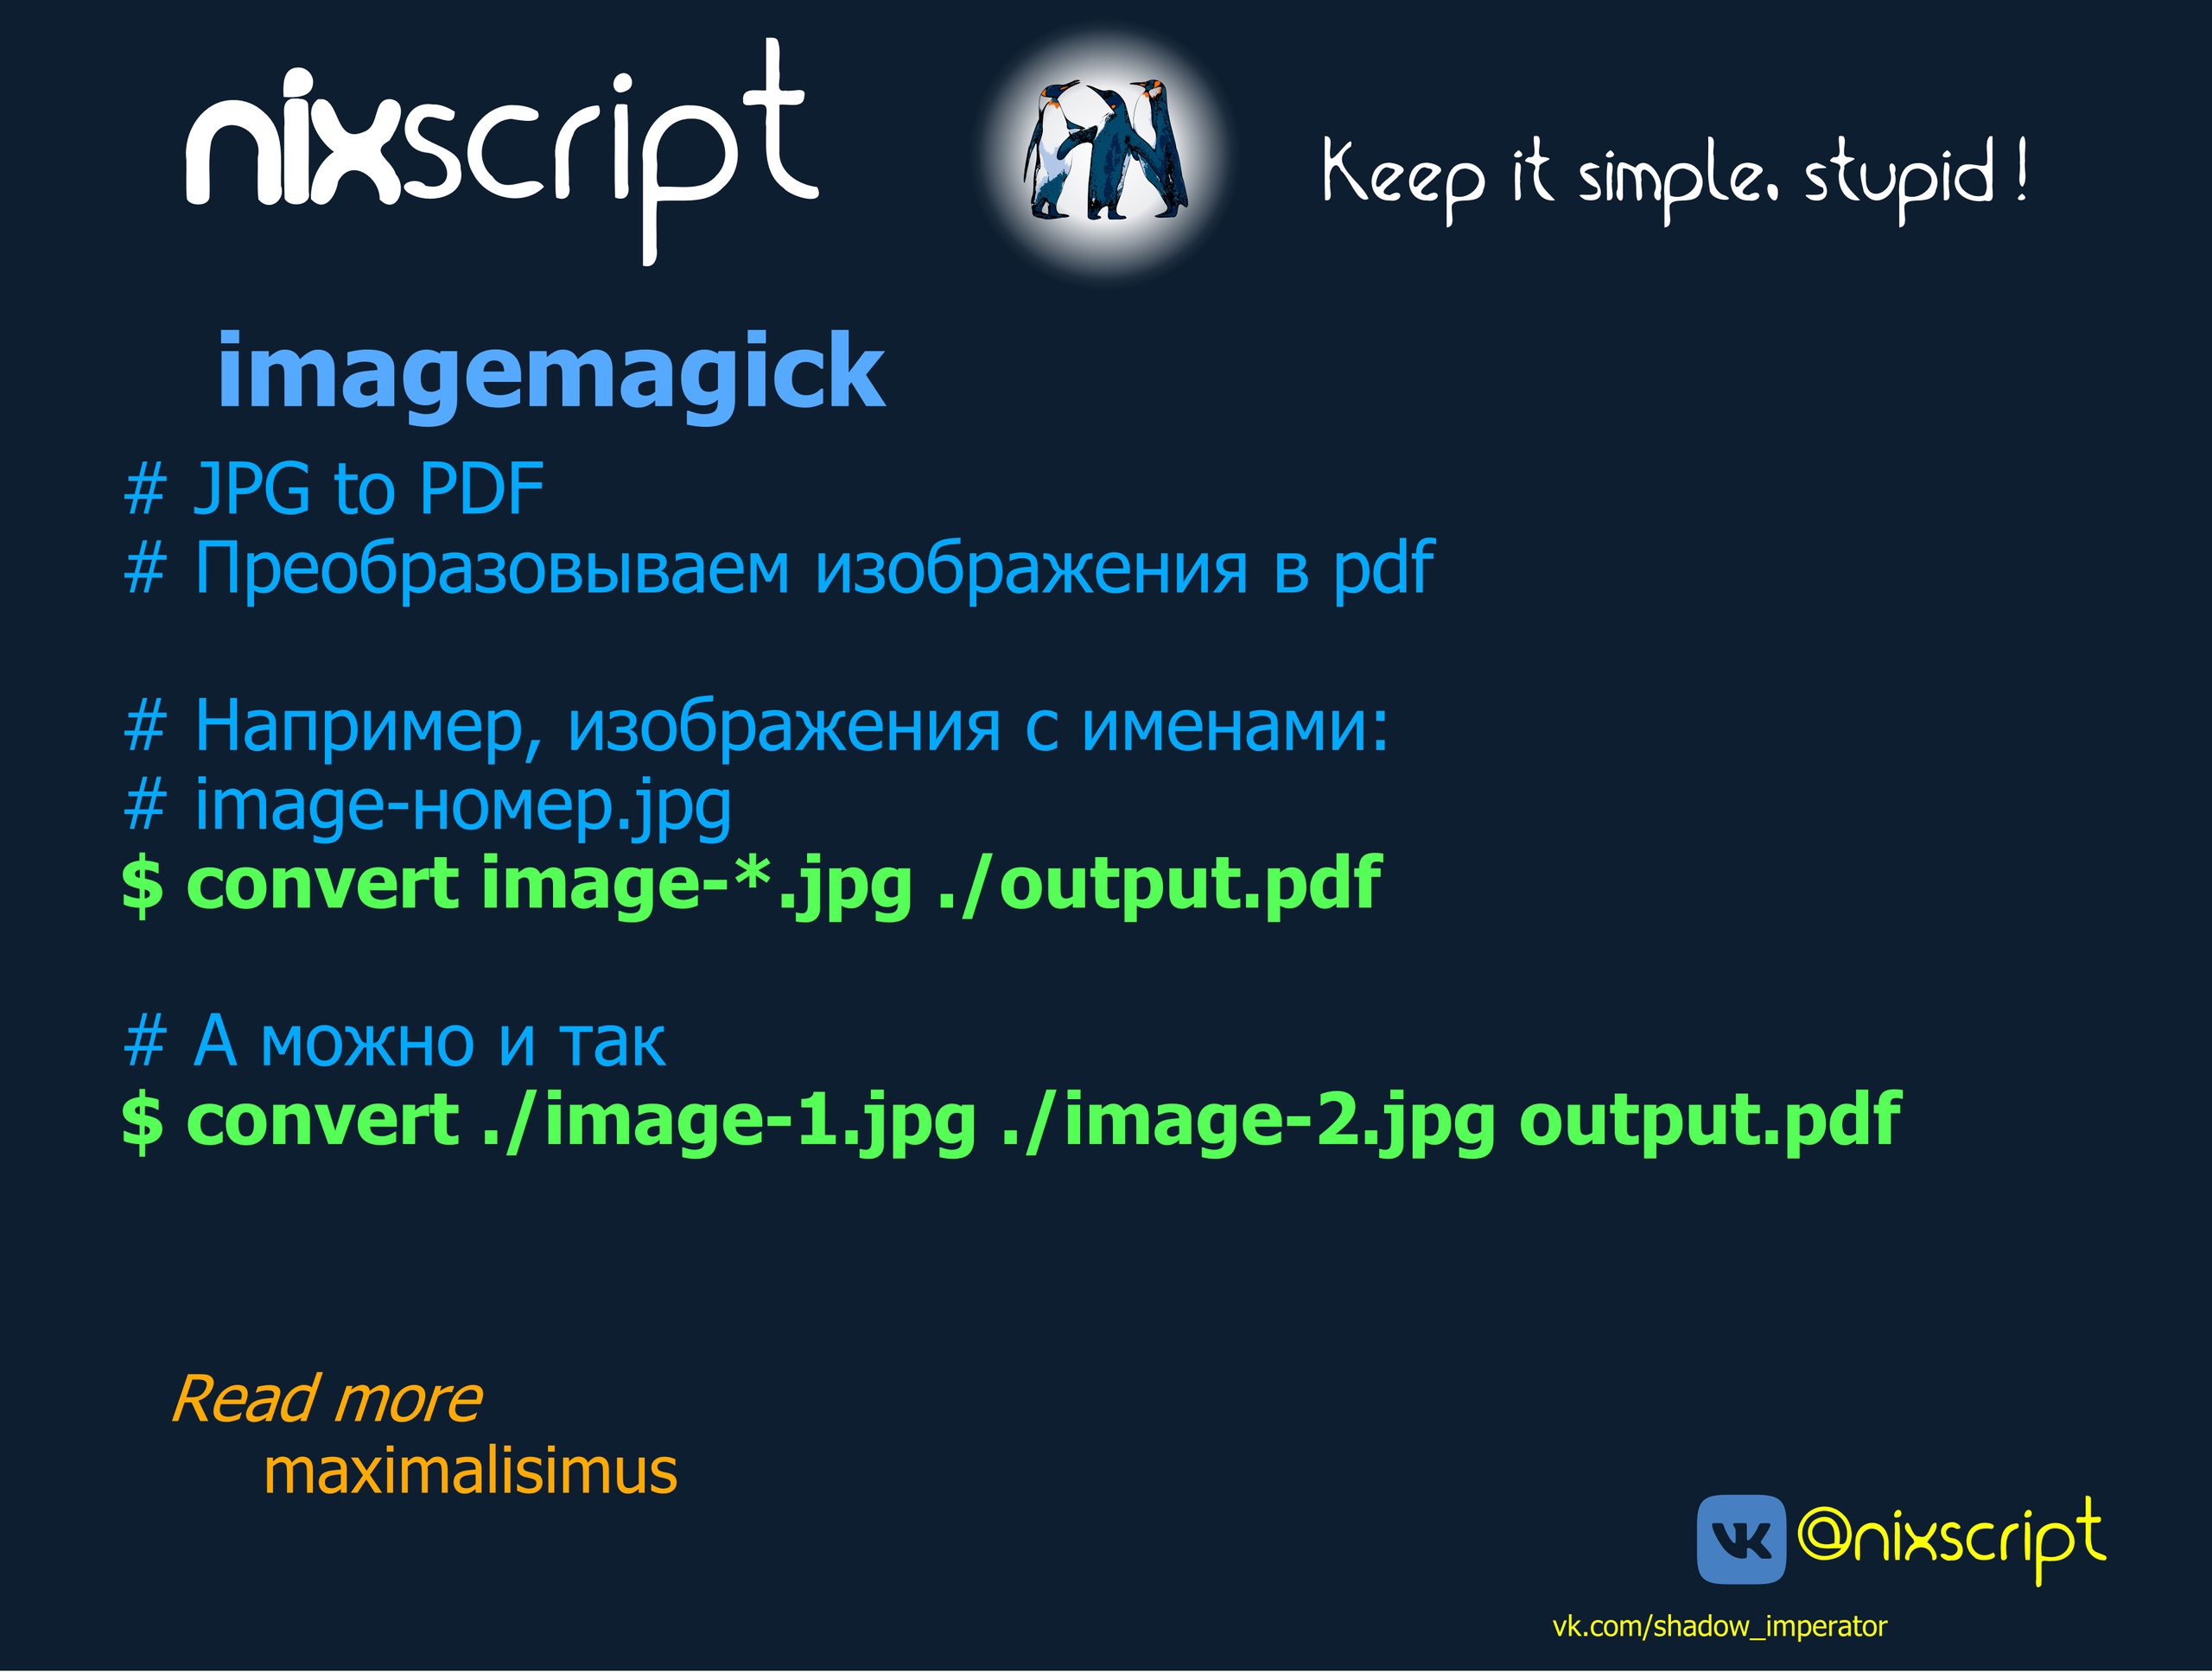 nixscript
Keep it simple. stupid!
imagemagick
# JPG to PDF
# Преобразовываем изображения в pdf
# Например, изображения с именами:
# image-номер.jpg
$ convert image-*.jpg ./output.pdf
# А можно и так
$ convert ./image-1.jpg ./image-2.jpg output.pdf
Read more
maximalisimus
@nixscript
vk.com/shadow_imperator